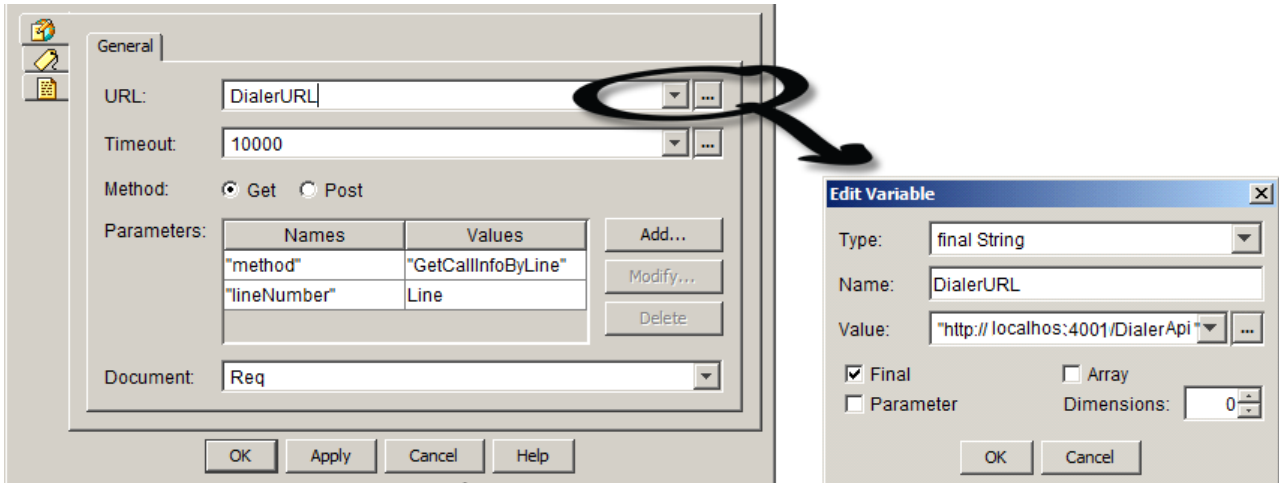 General
URL: DialerURL ...
Timeout: 10000 ...
Method: Get Post
Parameters: Names Values Add...
"method" "GetCallInfoByLine" Modify...
"lineNumber" Line Delete
Document: Req
OK Apply Cancel Help
Edit Variable
Type: final String
Name: DialerURL
Value: "http:// localhos:4001/DialerApi " ...
Final Array
Parameter Dimensions: 0
OK Cancel